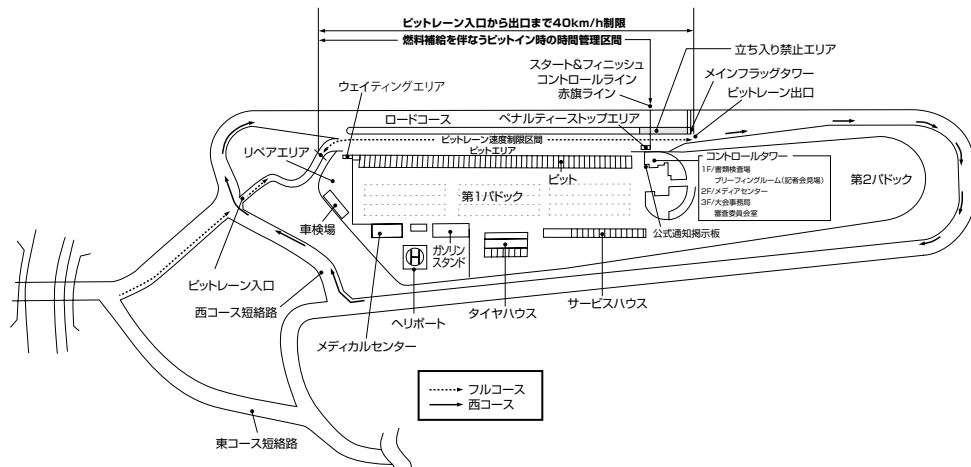 ピットレーン入口から出口まで40km/h制限
燃料補給を伴なうピットイン時の時間管理区間
立ち入り禁止エリア
スタート&フィニッシュ
コントロールライン
赤旗ライン
メインフラッグタワー
ピットレーン出口
ウェイティングエリア
ロードコース
ペナルティーストップエリア
ピットレーン速度制限区間
ピットエリア
リペアエリア
ピット
コントロールタワー
1F/書類検査場
ブリーフィングルーム(記者会見場)
2F/メディアセンター
3F/大会事務局
審査委員会室
第1パドック
第2パドック
車検場
公式通知掲示板
ガソリン
スタンド
H
ピットレーン入口
西コース短絡路
ヘリポート
タイヤハウス
サービスハウス
メディカルセンター
フルコース
西コース
東コース短絡路